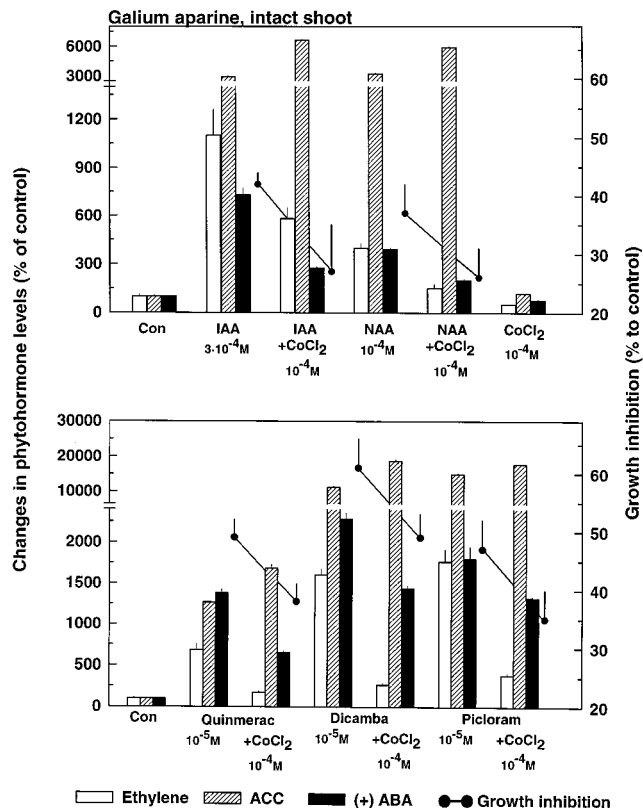 Galium aparine, intact shoot
Changes in phytohormone levels (% of control)
Growth inhibition (% to control)
6000
3000
1200
900
600
300
0
60
50
40
30
20
Con
IAA
3·10⁻⁴M
IAA
+CoCl₂
10⁻⁴M
NAA
10⁻⁴M
NAA
+CoCl₂
10⁻⁴M
CoCl₂
10⁻⁴M
30000
20000
10000
2000
1500
1000
500
0
60
50
40
30
20
Con
Quinmerac
10⁻⁵M
+CoCl₂
10⁻⁴M
Dicamba
10⁻⁵M
+CoCl₂
10⁻⁴M
Picloram
10⁻⁵M
+CoCl₂
10⁻⁴M
Ethylene
ACC
(+) ABA
Growth inhibition